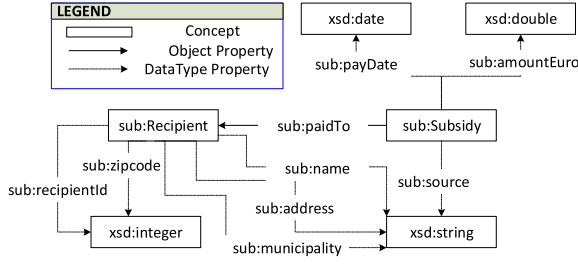 LEGEND
Concept
Object Property
DataType Property
xsd:date
xsd:double
sub:payDate
sub:amountEuro
sub:Recipient
sub:paidTo
sub:Subsidy
sub:zipcode
sub:name
sub:recipientId
sub:source
sub:address
xsd:integer
xsd:string
sub:municipality